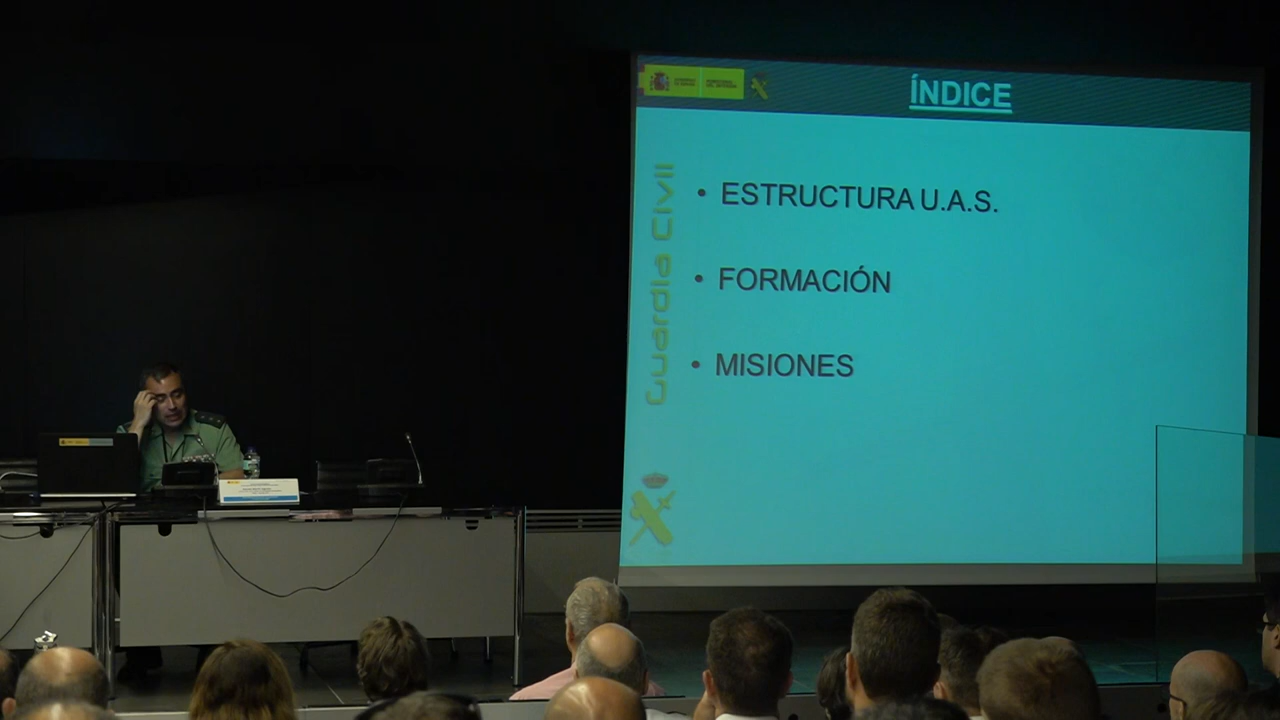 ÍNDICE
• ESTRUCTURA U.A.S.
• FORMACIÓN
• MISIONES
Guardia Civil